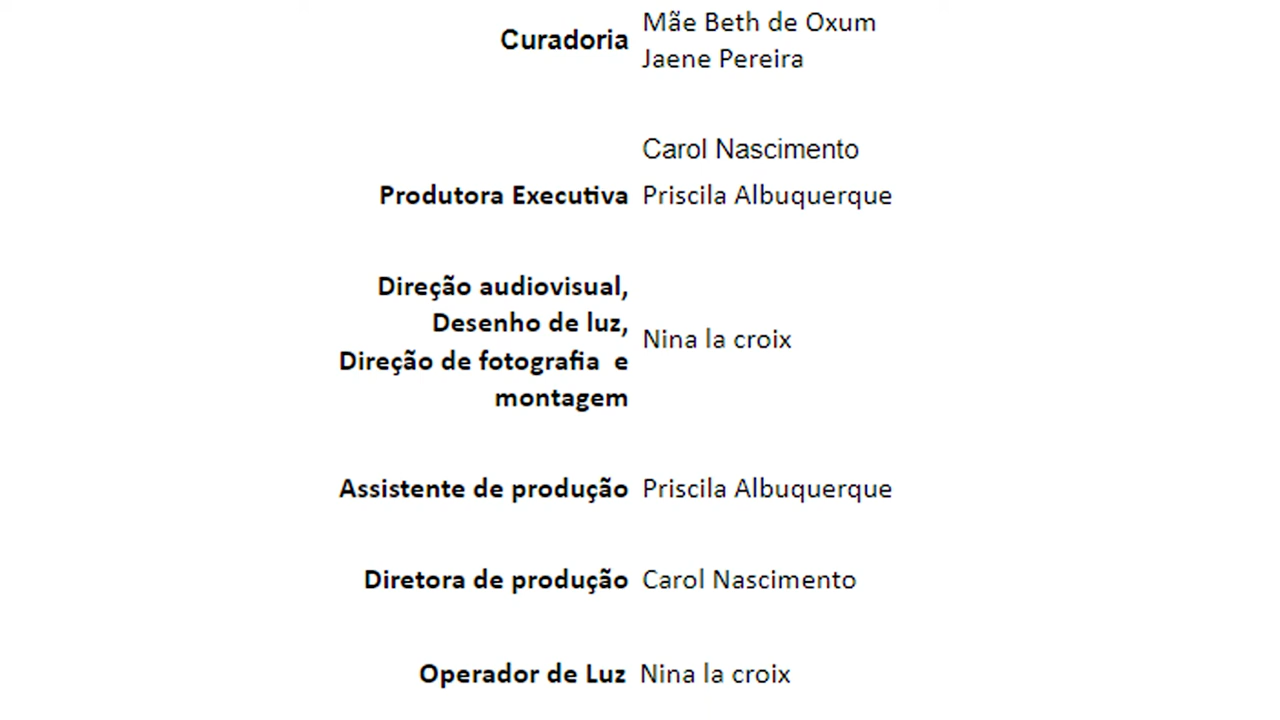 Curadoria Mãe Beth de Oxum
Jaene Pereira
Carol Nascimento
Produtora Executiva Priscila Albuquerque
Direção audiovisual,
Desenho de luz,
Direção de fotografia e
montagem
Nina la croix
Assistente de produção Priscila Albuquerque
Diretora de produção Carol Nascimento
Operador de Luz Nina la croix